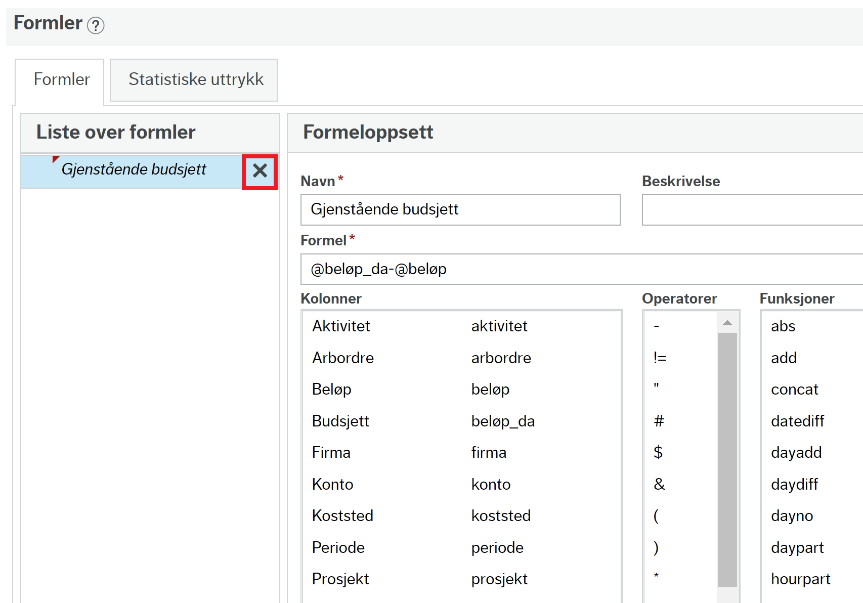 Formler ?
Formler Statistiske uttrykk
Liste over formler
Gjenstående budsjett
Formeloppsett
Navn* Beskrivelse
Gjenstående budsjett
Formel*
@beløp_da-@beløp
Kolonner Operatorer Funksjoner
Aktivitet aktivitet - abs
Arbordre arbordre != add
Beløp beløp " concat
Budsjett beløp_da # datediff
Firma firma $ dayadd
Konto konto & daydiff
Koststed koststed ( dayno
Periode periode ) daypart
Prosjekt prosjekt * hourpart